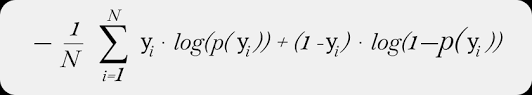 − 1/N ∑_{i=1}^{N} y_i · log(p(y_i)) + (1 - y_i) · log(1−p(y_i))